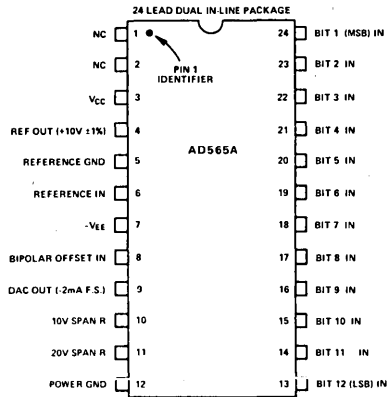 24 LEAD DUAL IN-LINE PACKAGE
NC 1 24 BIT 1 (MSB) IN
PIN 1
IDENTIFIER
NC 2 23 BIT 2 IN
VCC 3 22 BIT 3 IN
REF OUT (+10V ±1%) 4 21 BIT 4 IN
AD565A
REFERENCE GND 5 20 BIT 5 IN
REFERENCE IN 6 19 BIT 6 IN
-VEE 7 18 BIT 7 IN
BIPOLAR OFFSET IN 8 17 BIT 8 IN
DAC OUT (-2mA F.S.) 9 16 BIT 9 IN
10V SPAN R 10 15 BIT 10 IN
20V SPAN R 11 14 BIT 11 IN
POWER GND 12 13 BIT 12 (LSB) IN